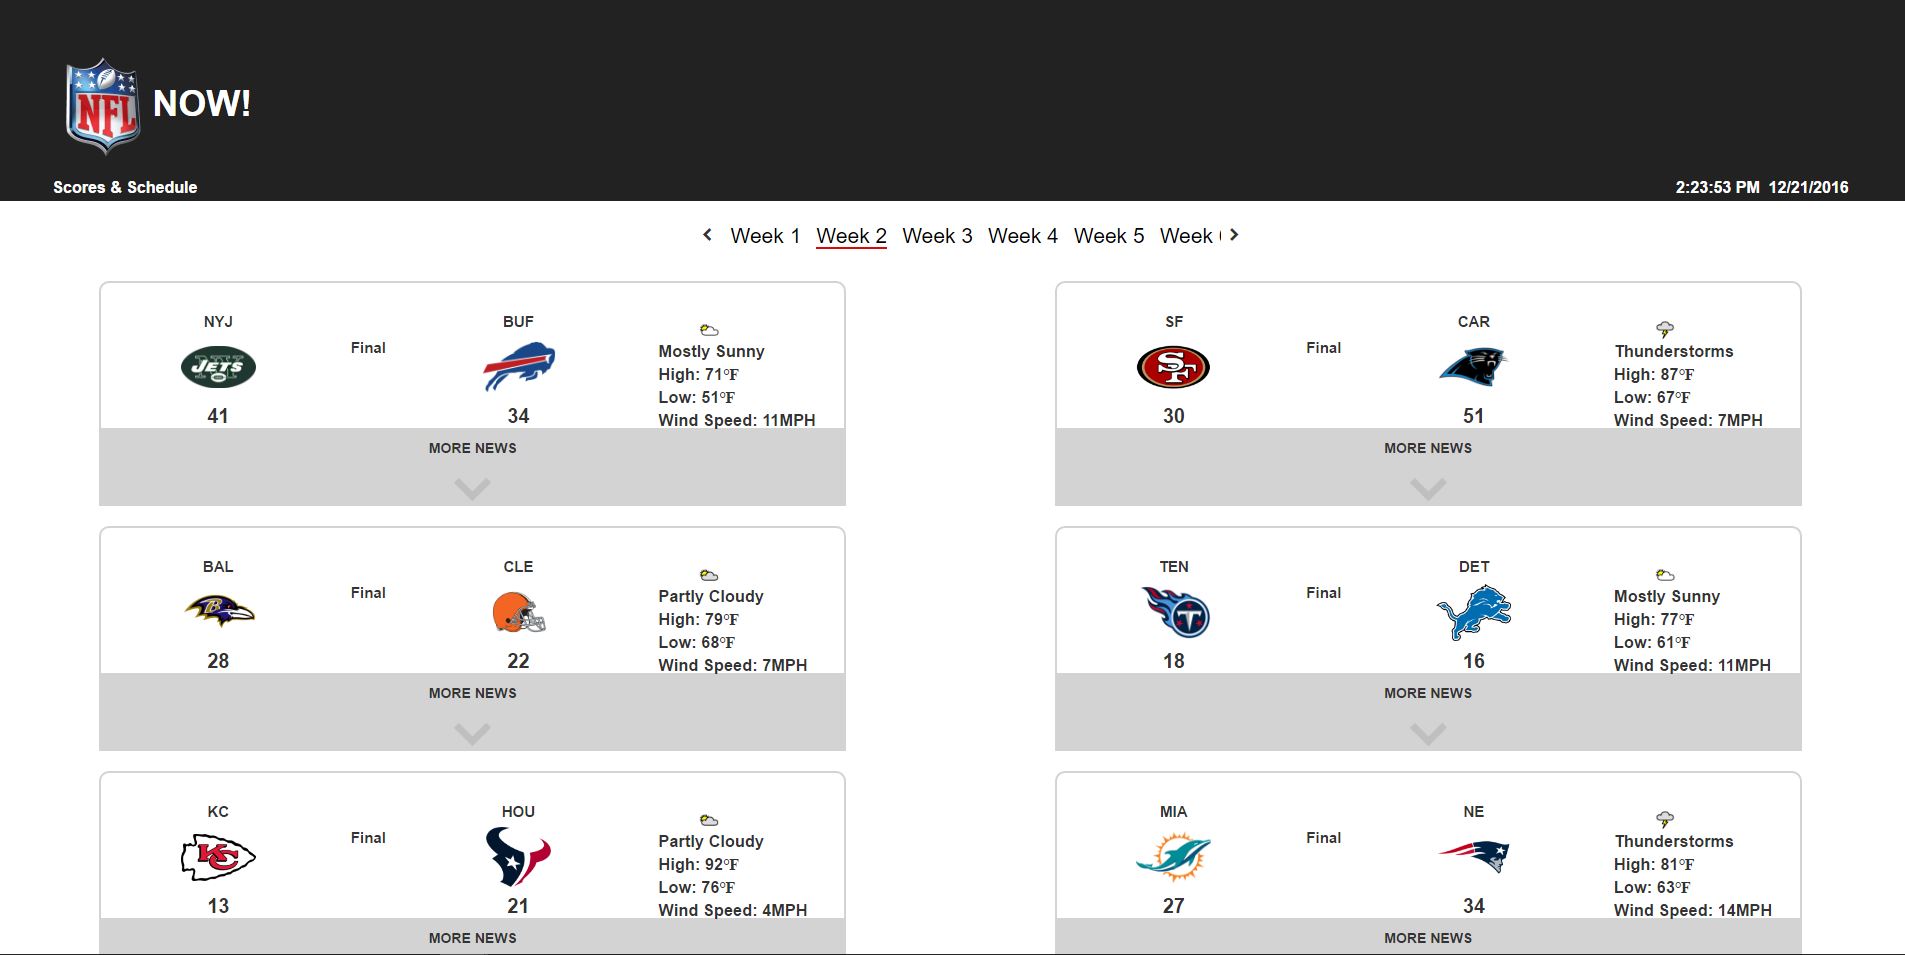 NFL NOW!
Scores & Schedule
2:23:53 PM 12/21/2016
Week 1 Week 2 Week 3 Week 4 Week 5 Week
NYJ
BUF
Final
JETS
41
34
Mostly Sunny
High: 71°F
Low: 51°F
Wind Speed: 11MPH
MORE NEWS
SF
CAR
Final
SF
30
51
Thunderstorms
High: 87°F
Low: 67°F
Wind Speed: 7MPH
MORE NEWS
BAL
CLE
Final
B
28
22
Partly Cloudy
High: 79°F
Low: 68°F
Wind Speed: 7MPH
MORE NEWS
TEN
DET
Final
T
18
16
Mostly Sunny
High: 77°F
Low: 61°F
Wind Speed: 11MPH
MORE NEWS
KC
HOU
Final
KC
13
21
Partly Cloudy
High: 92°F
Low: 76°F
Wind Speed: 4MPH
MORE NEWS
MIA
NE
Final
27
34
Thunderstorms
High: 81°F
Low: 63°F
Wind Speed: 14MPH
MORE NEWS